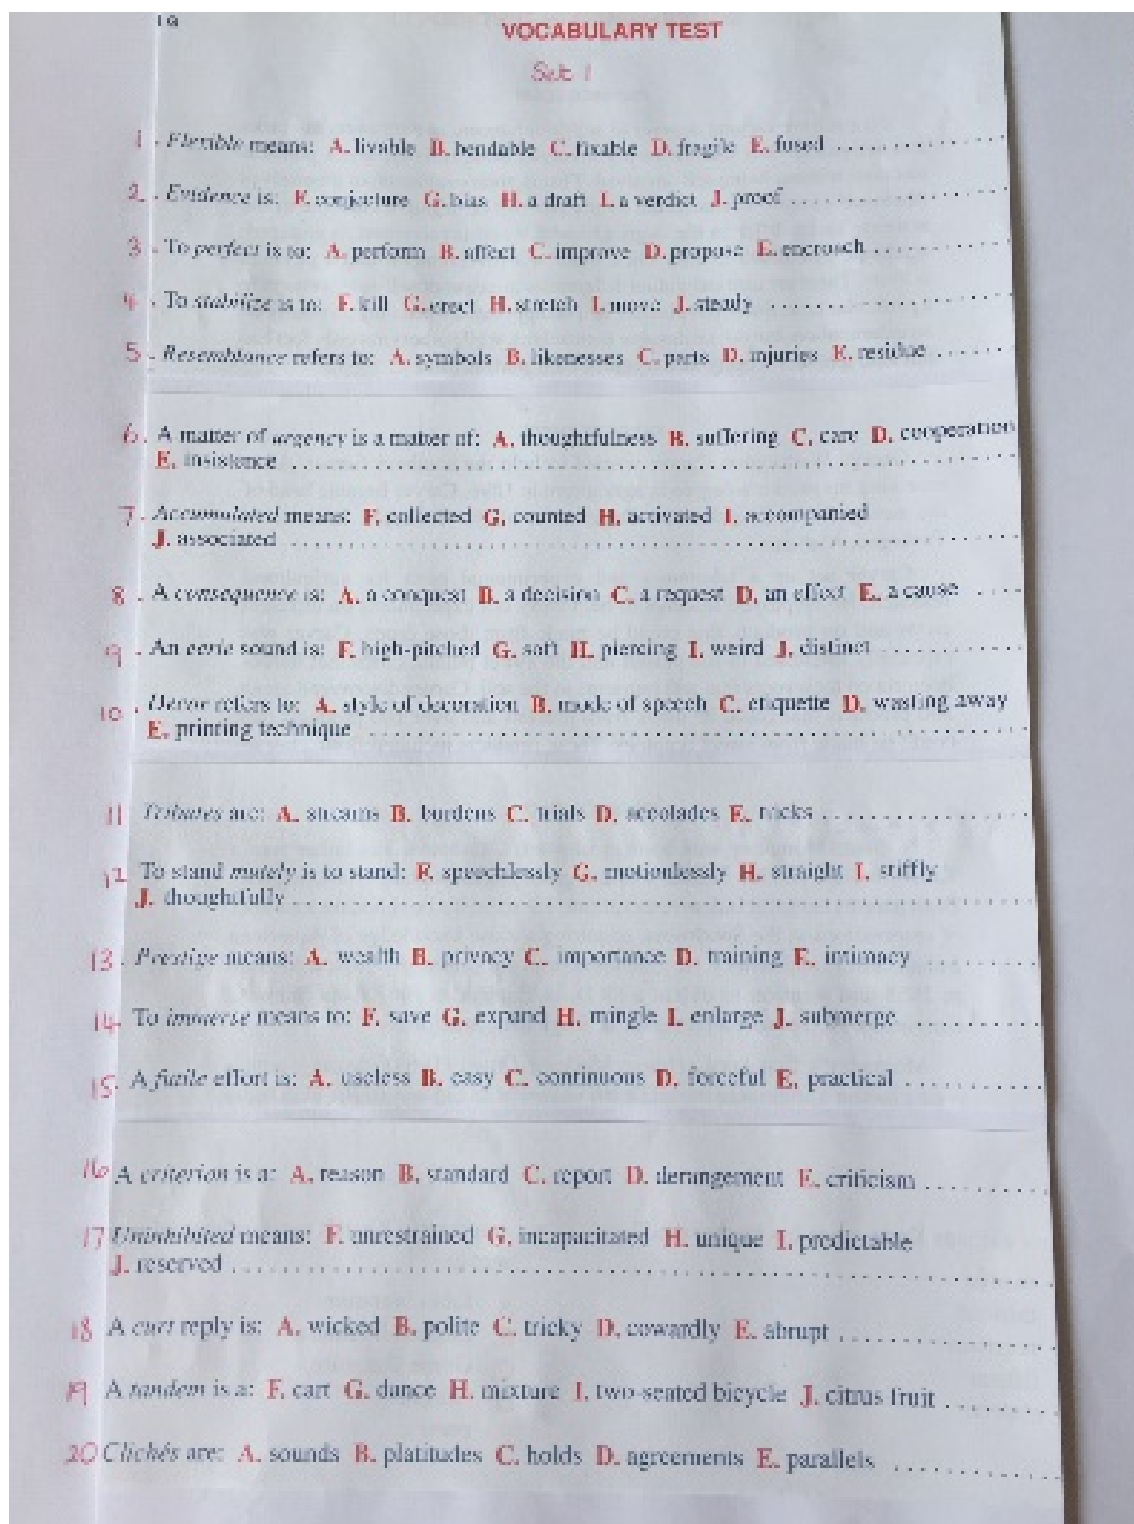 19
VOCABULARY TEST
Set 1
1. Flexible means: A. livable B. bendable C. fixable D. fragile E. fused
2. Evidence is: F. conjecture G. bias H. a draft I. a verdict J. proof
3. To perfect is to: A. perform B. affect C. improve D. propose E. encroach
4. To stabilize is to: F. kill G. erect H. stretch I. move J. steady
5. Resemblance refers to: A. symbols B. likenesses C. parts D. injuries E. residue
6. A matter of urgency is a matter of: A. thoughtfulness B. suffering C. care D. cooperation
E. insistence
7. Accumulated means: F. collected G. counted H. activated I. accompanied
J. associated
8. A consequence is: A. a conquest B. a decision C. a request D. an effect E. a cause
9. An eerie sound is: F. high-pitched G. soft H. piercing I. weird J. distinct
10. Decor refers to: A. style of decoration B. mode of speech C. etiquette D. wasting away
E. printing technique
11 Tributes are: A. streams B. burdens C. trials D. accolades E. tricks
12 To stand mutely is to stand: F. speechlessly G. motionlessly H. straight I. stiffly
J. thoughtfully
13. Prestige means: A. wealth B. privacy C. importance D. training E. intimacy
14 To immerse means to: F. save G. expand H. mingle I. enlarge J. submerge
15. A futile effort is: A. useless B. easy C. continuous D. forceful E. practical
16 A criterion is a: A. reason B. standard C. report D. derangement E. criticism
17 Uninhibited means: F. unrestrained G. incapacitated H. unique I. predictable
J. reserved
18 A curt reply is: A. wicked B. polite C. tricky D. cowardly E. abrupt
19 A tandem is a: F. cart G. dance H. mixture I. two-seated bicycle J. citrus fruit
20 Clichés are: A. sounds B. platitudes C. holds D. agreements E. parallels